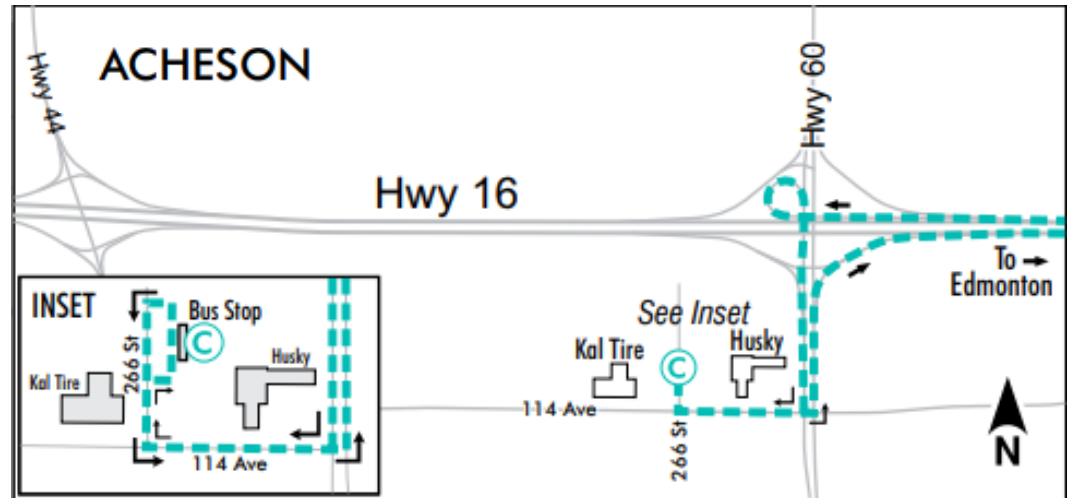 ACHESON
Hwy 44
Hwy 60
Hwy 16
To
Edmonton
See Inset
Kal Tire
C
Husky
114 Ave
266 St
N
INSET
Bus Stop
C
266 St
Kal Tire
Husky
114 Ave